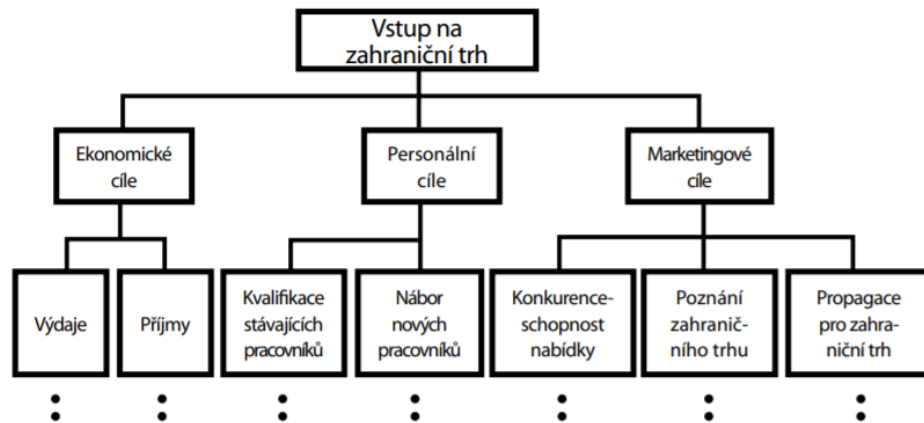 Vstup na
zahraniční trh
Ekonomické
cíle
Personální
cíle
Marketingové
cíle
Výdaje
Příjmy
Kvalifikace
stávajících
pracovníků
Nábor
nových
pracovníků
Konkurence-
schopnost
nabídky
Poznání
zahranič-
ního trhu
Propagace
pro zahra-
niční trh